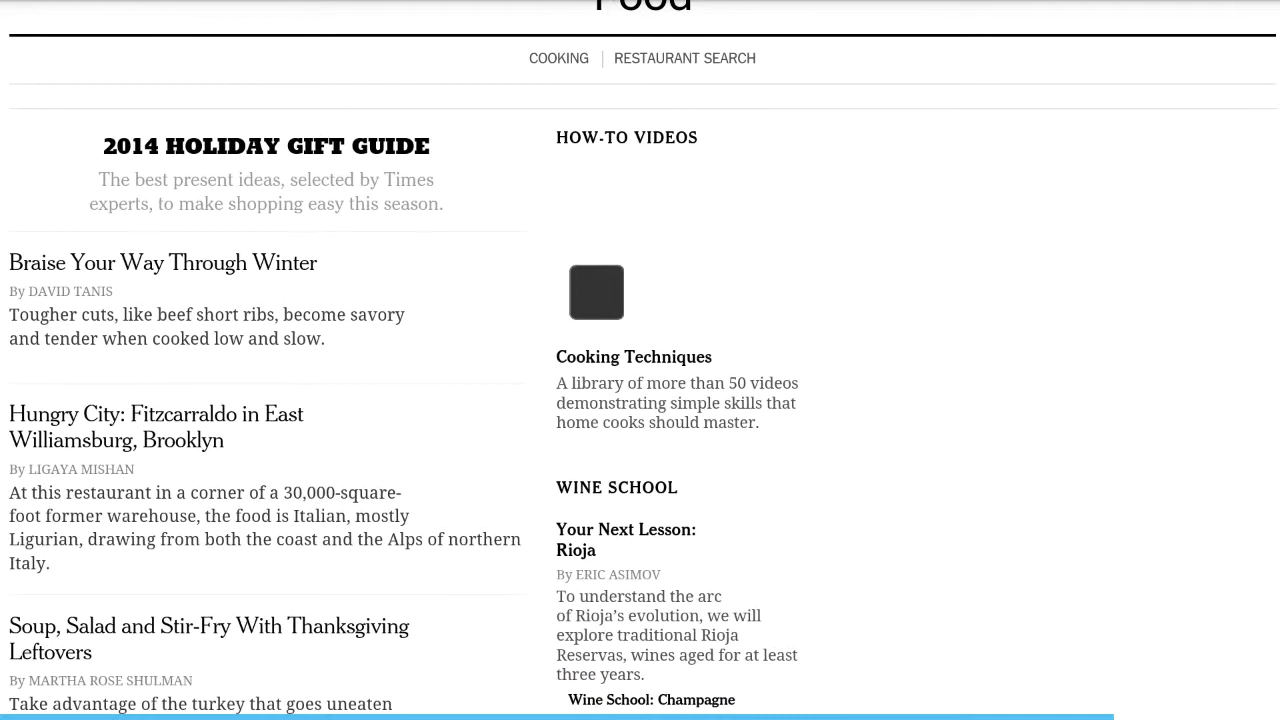 Food
COOKING
RESTAURANT SEARCH
2014 HOLIDAY GIFT GUIDE
The best present ideas, selected by Times
experts, to make shopping easy this season.
Braise Your Way Through Winter
By DAVID TANIS
Tougher cuts, like beef short ribs, become savory
and tender when cooked low and slow.
Hungry City: Fitzcarraldo in East
Williamsburg, Brooklyn
By LIGAYA MISHAN
At this restaurant in a corner of a 30,000-square-
foot former warehouse, the food is Italian, mostly
Ligurian, drawing from both the coast and the Alps of northern
Italy.
Soup, Salad and Stir-Fry With Thanksgiving
Leftovers
By MARTHA ROSE SHULMAN
Take advantage of the turkey that goes uneaten
HOW-TO VIDEOS
Cooking Techniques
A library of more than 50 videos
demonstrating simple skills that
home cooks should master.
WINE SCHOOL
Your Next Lesson:
Rioja
By ERIC ASIMOV
To understand the arc
of Rioja’s evolution, we will
explore traditional Rioja
Reservas, wines aged for at least
three years.
Wine School: Champagne